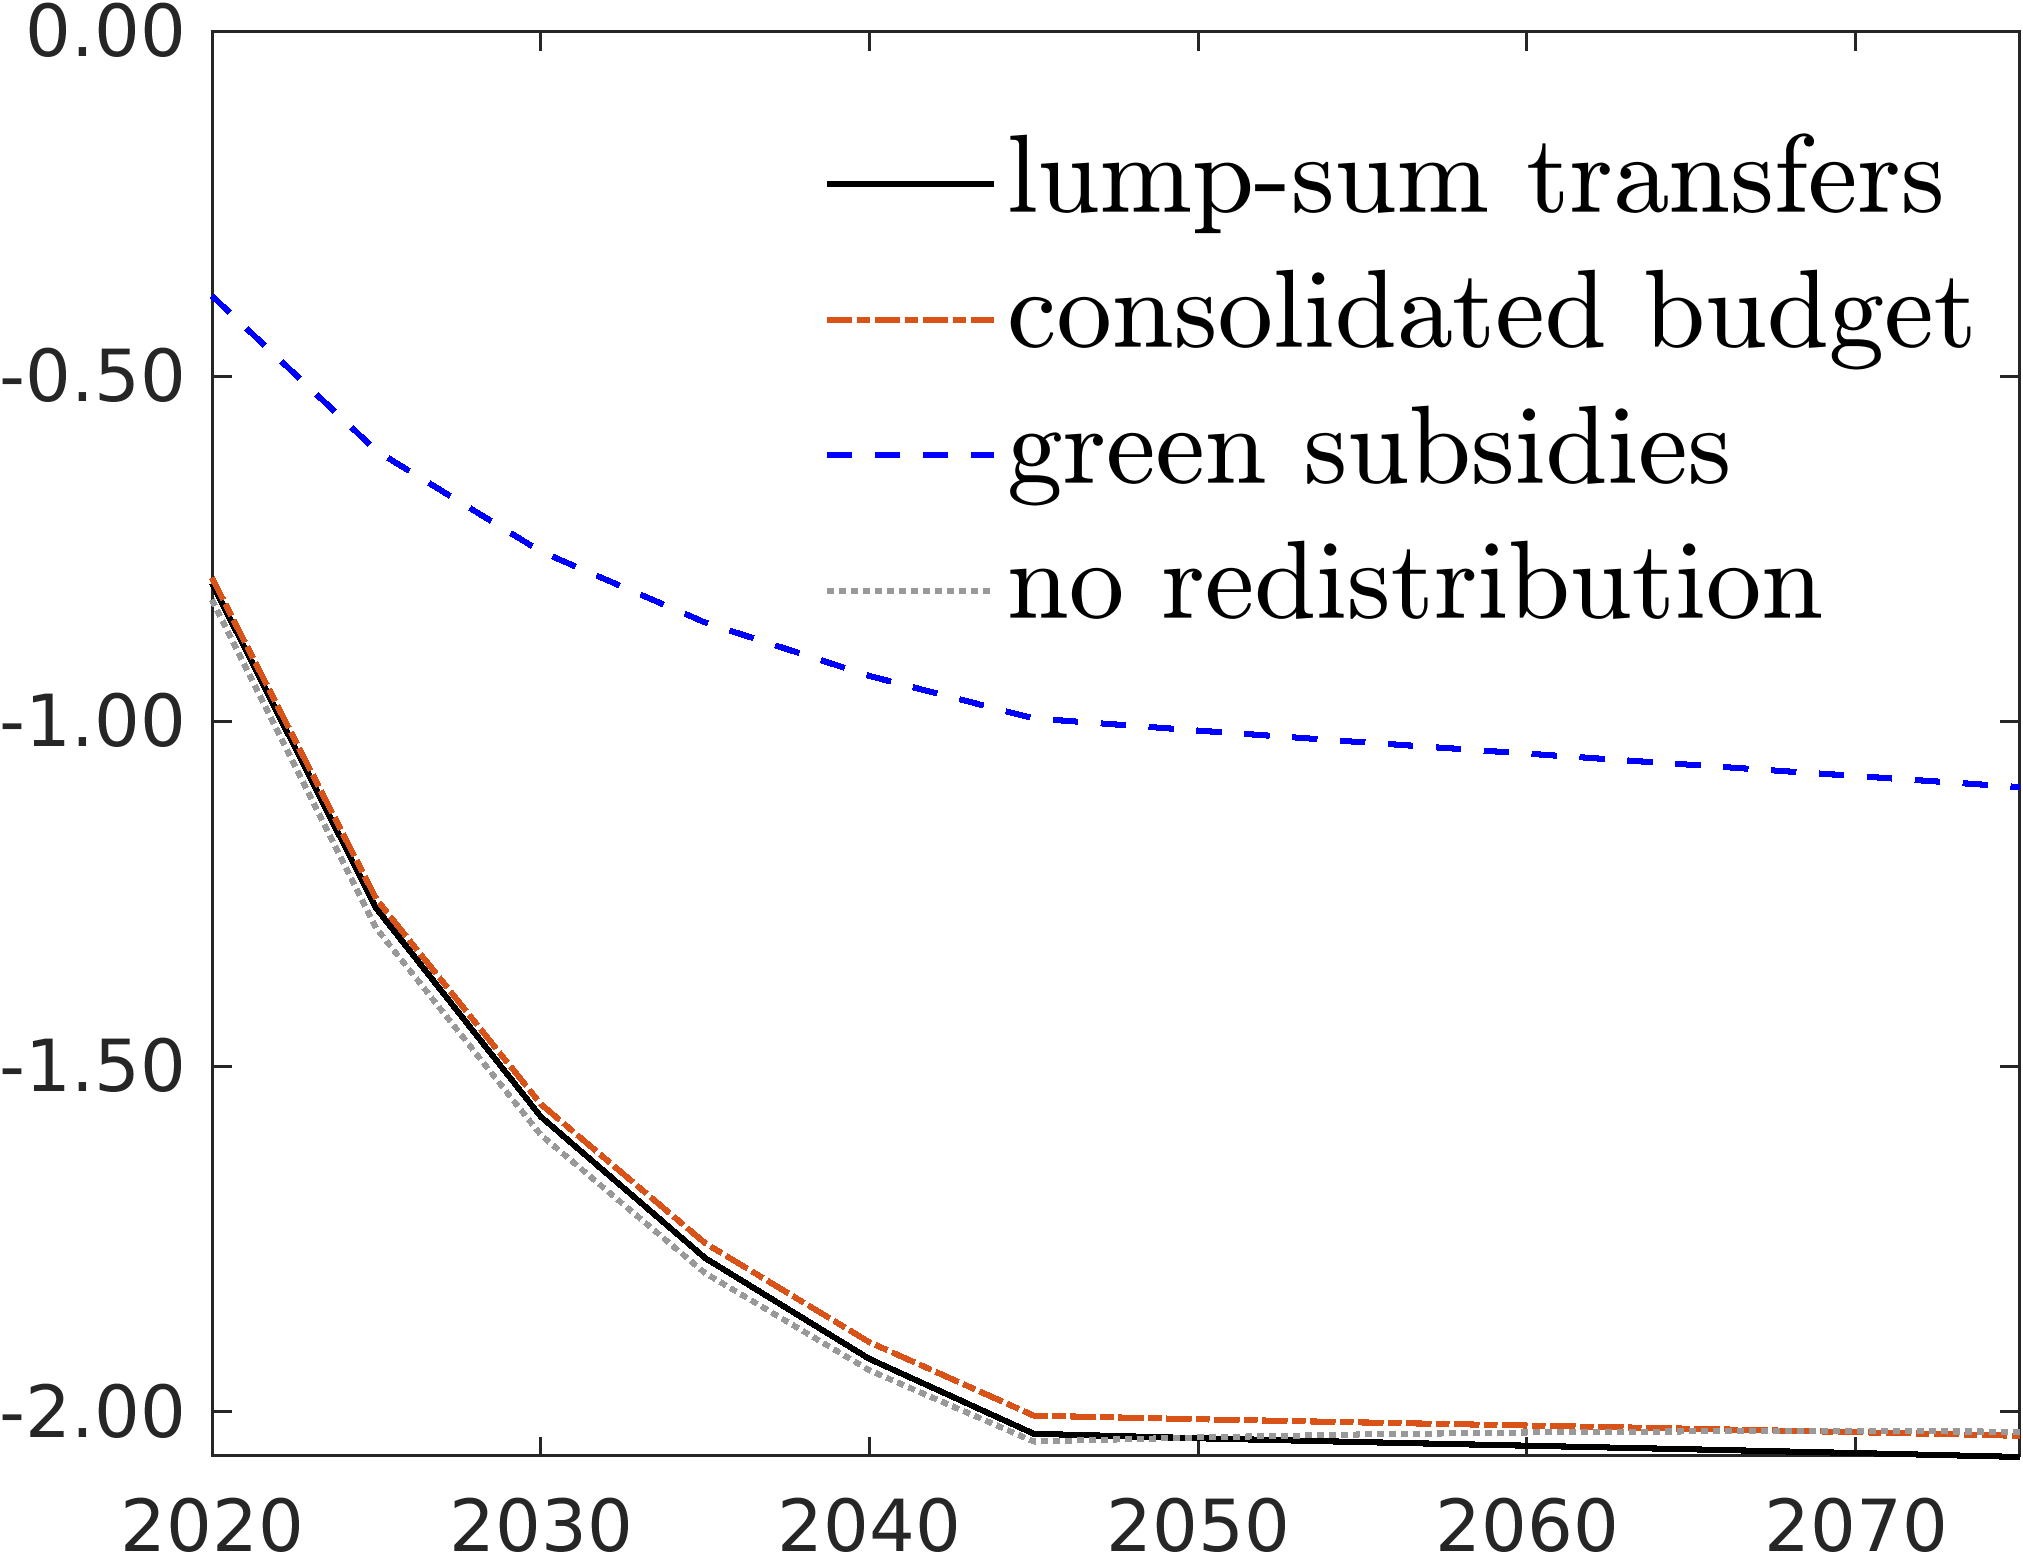 0.00
lump-sum transfers
consolidated budget
-0.50
green subsidies
no redistribution
-1.00
-1.50
-2.00
2020 2030 2040 2050 2060 2070